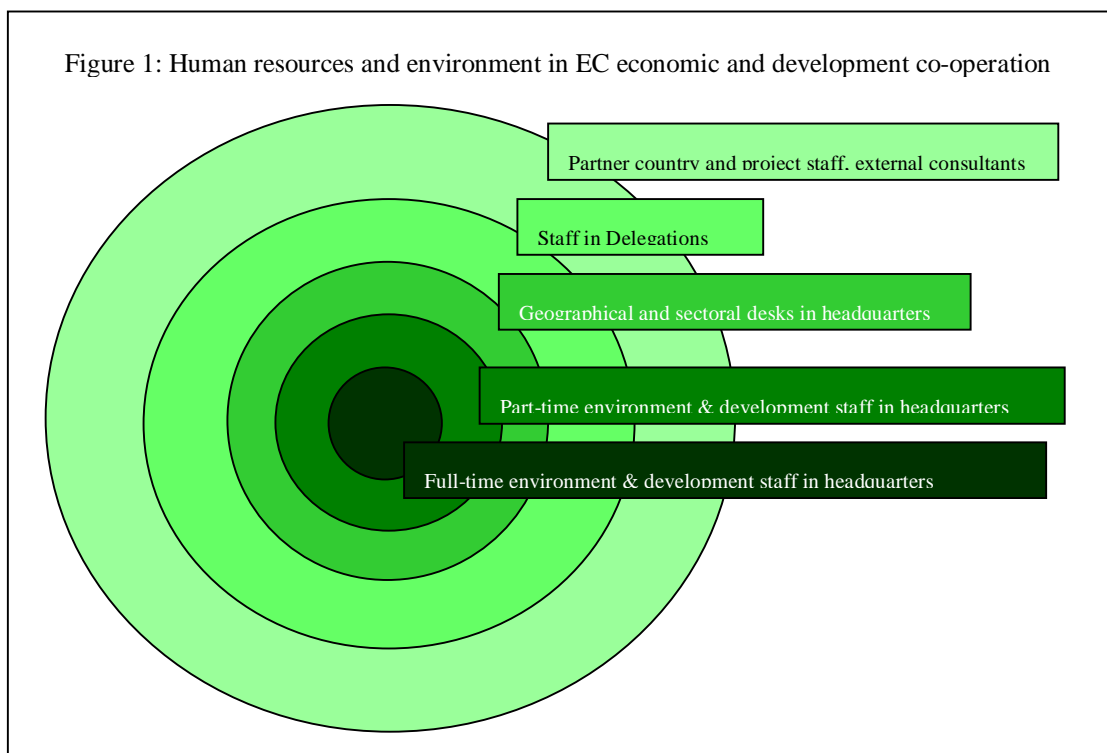 Figure 1: Human resources and environment in EC economic and development co-operation
Partner country and project staff, external consultants
Staff in Delegations
Geographical and sectoral desks in headquarters
Part-time environment & development staff in headquarters
Full-time environment & development staff in headquarters